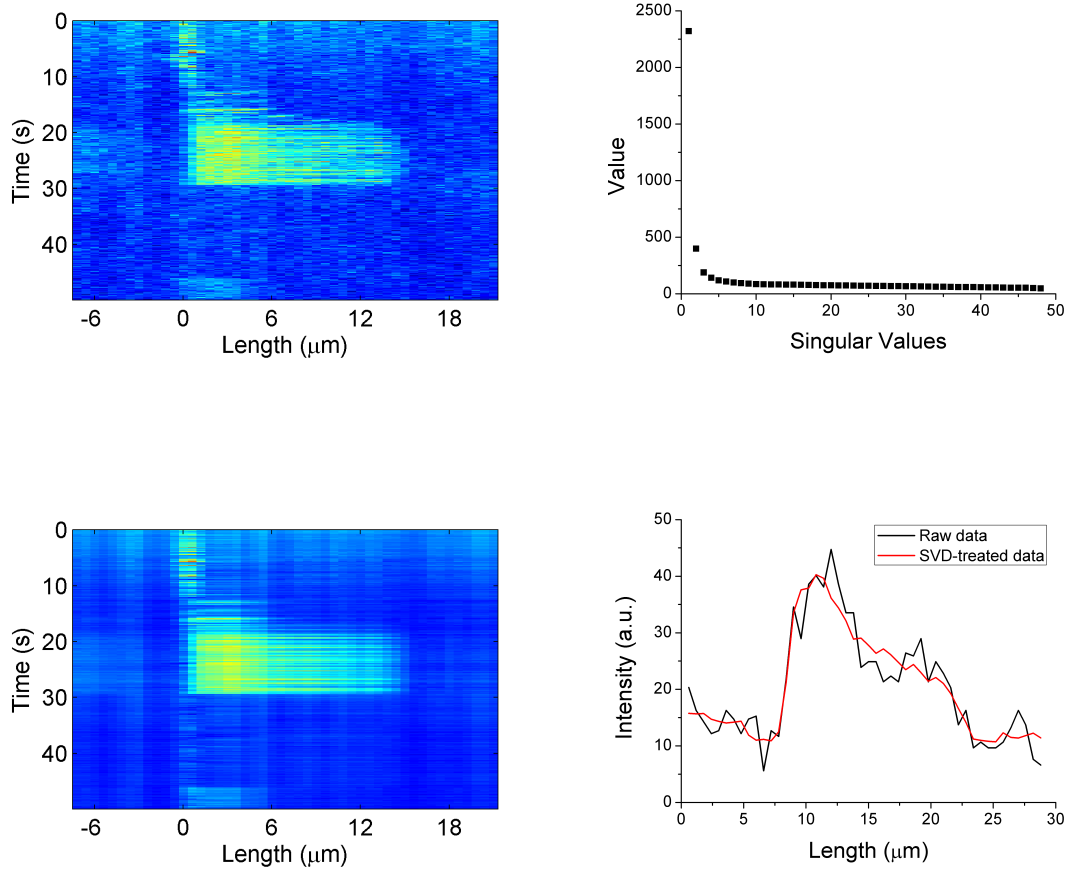 0
10
20
30
40
Time (s)
-6 0 6 12 18
Length (μm)
2500
2000
1500
1000
500
0
Value
0 10 20 30 40 50
Singular Values
0
10
20
30
40
Time (s)
-6 0 6 12 18
Length (μm)
50
40
30
20
10
0
Intensity (a.u.)
Raw data
SVD-treated data
0 5 10 15 20 25 30
Length (μm)